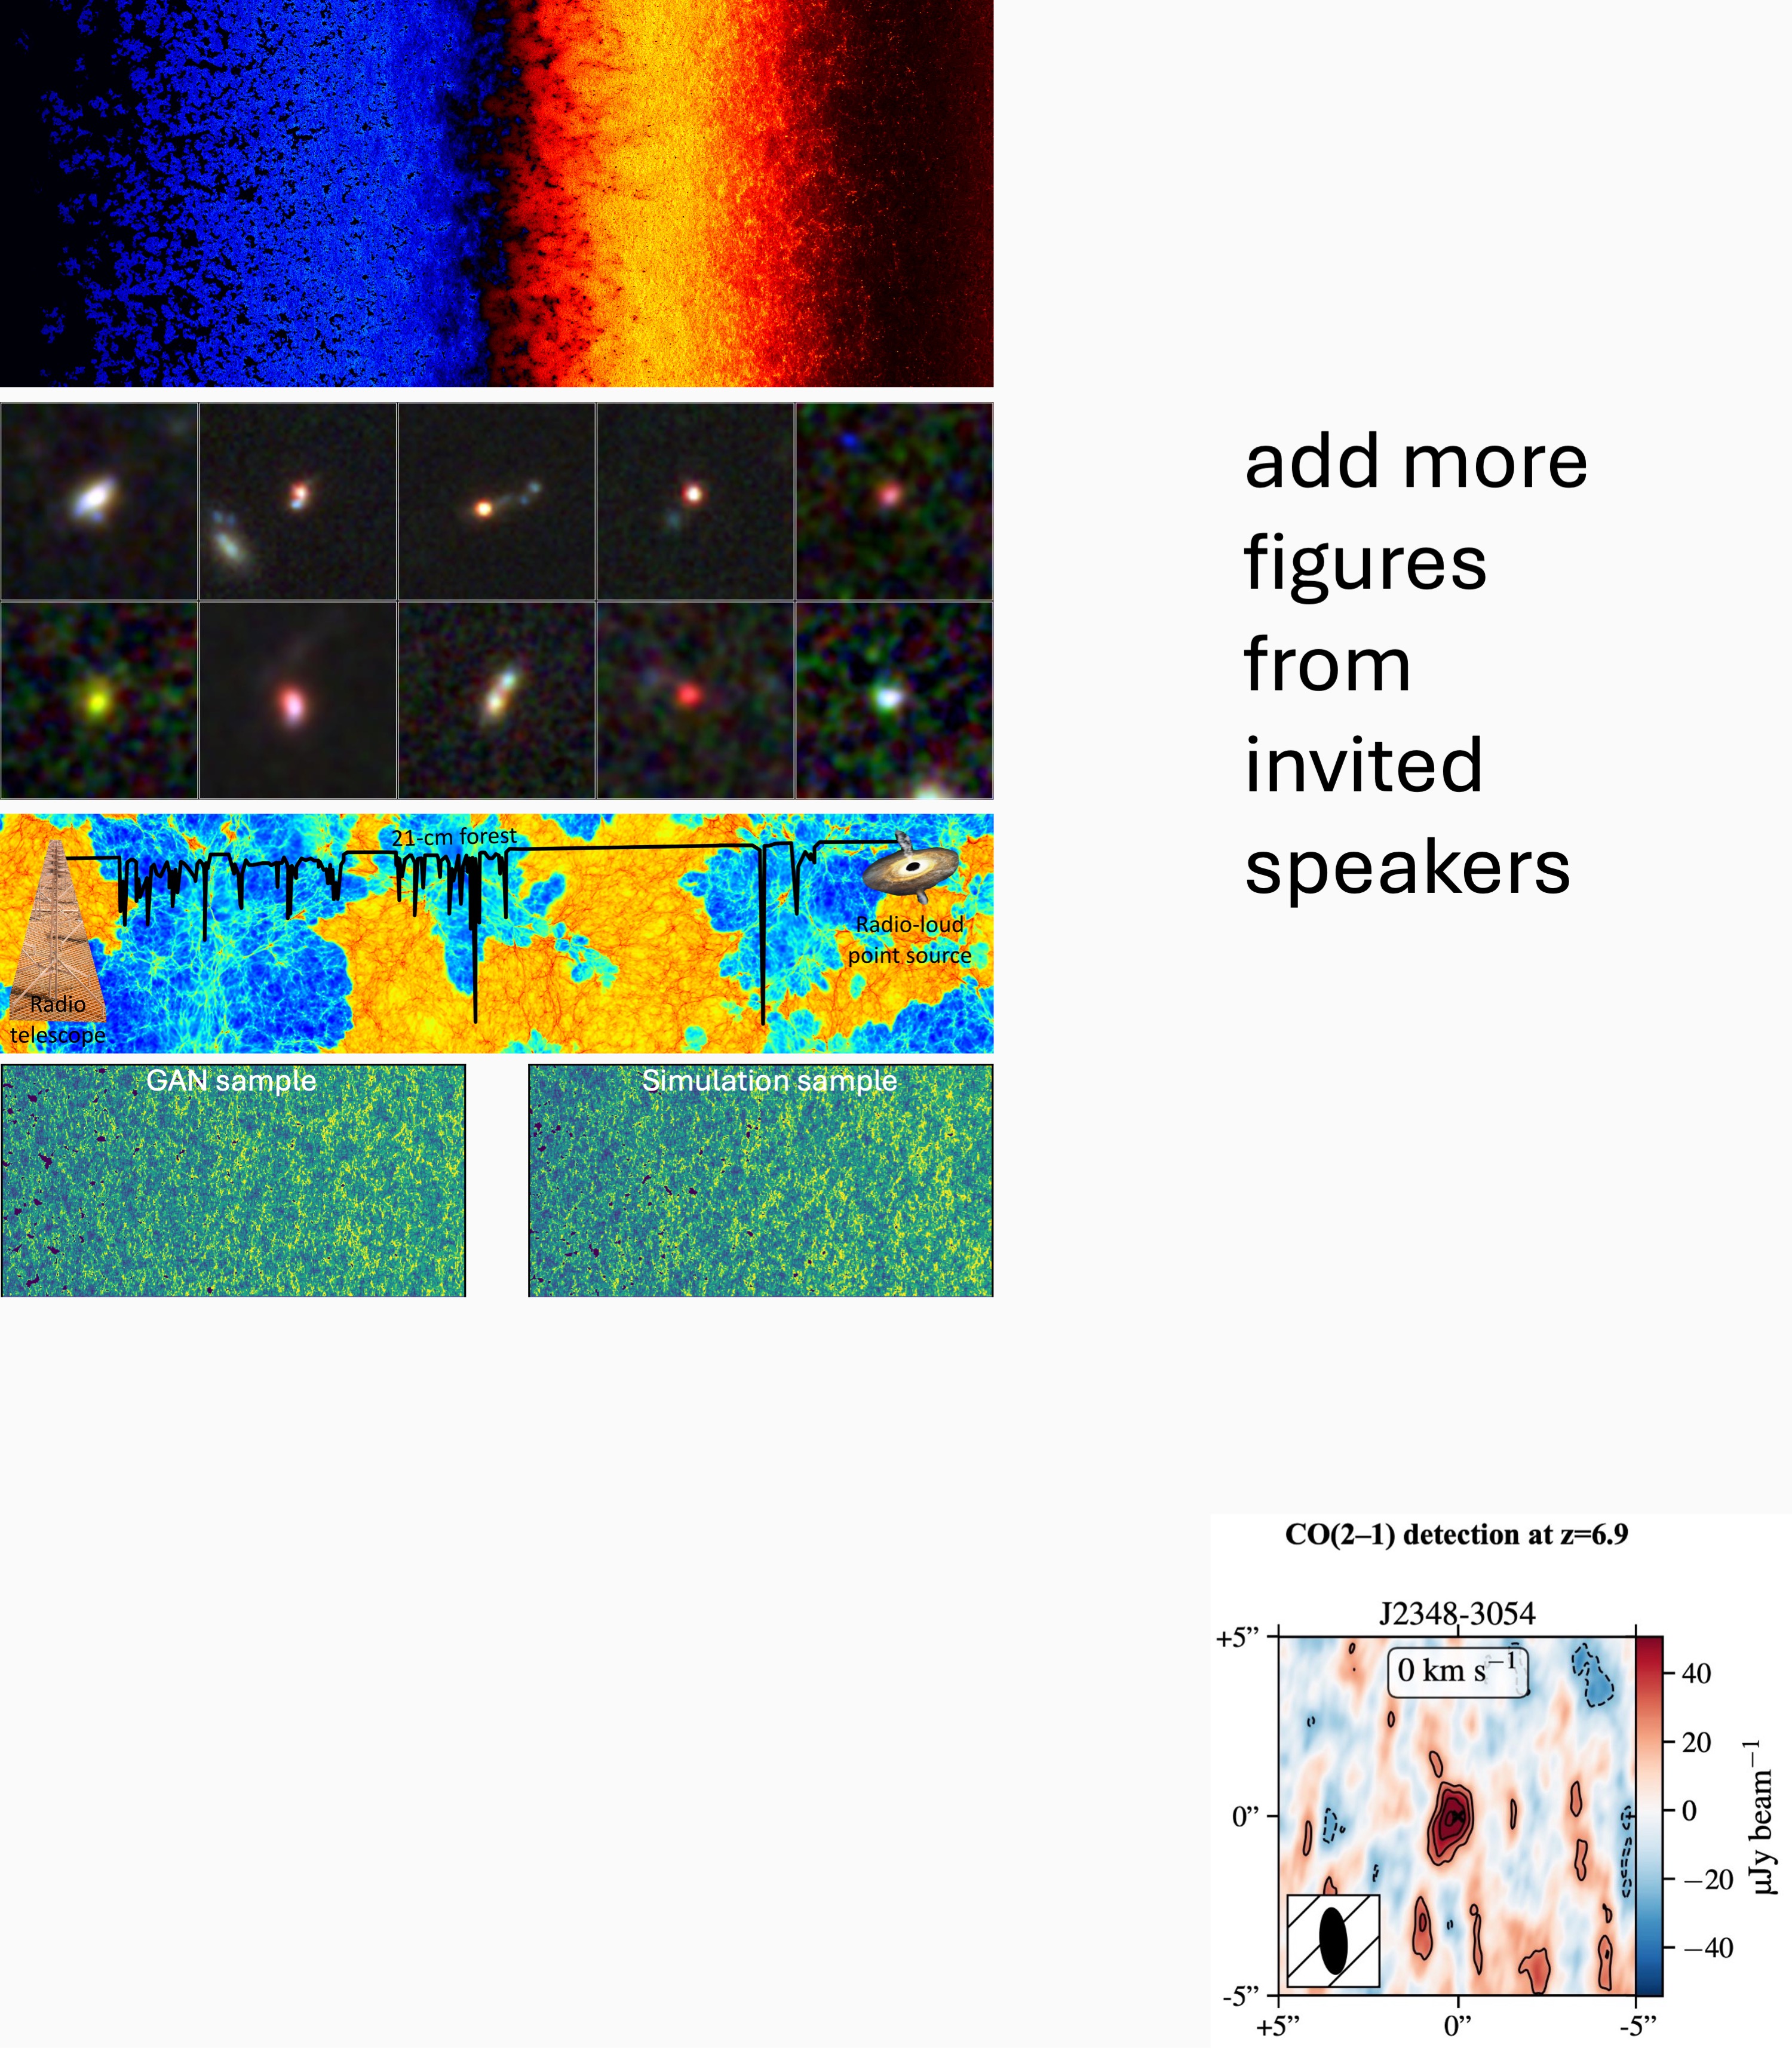 add more
figures
from
invited
speakers
21-cm forest
Radio-loud
point source
Radio
telescope
GAN sample
Simulation sample
CO(2–1) detection at z=6.9
J2348-3054
+5”
0 km s⁻¹
40
20
0”
0
−20
−40
μJy beam⁻¹
-5”
+5”
0”
-5”